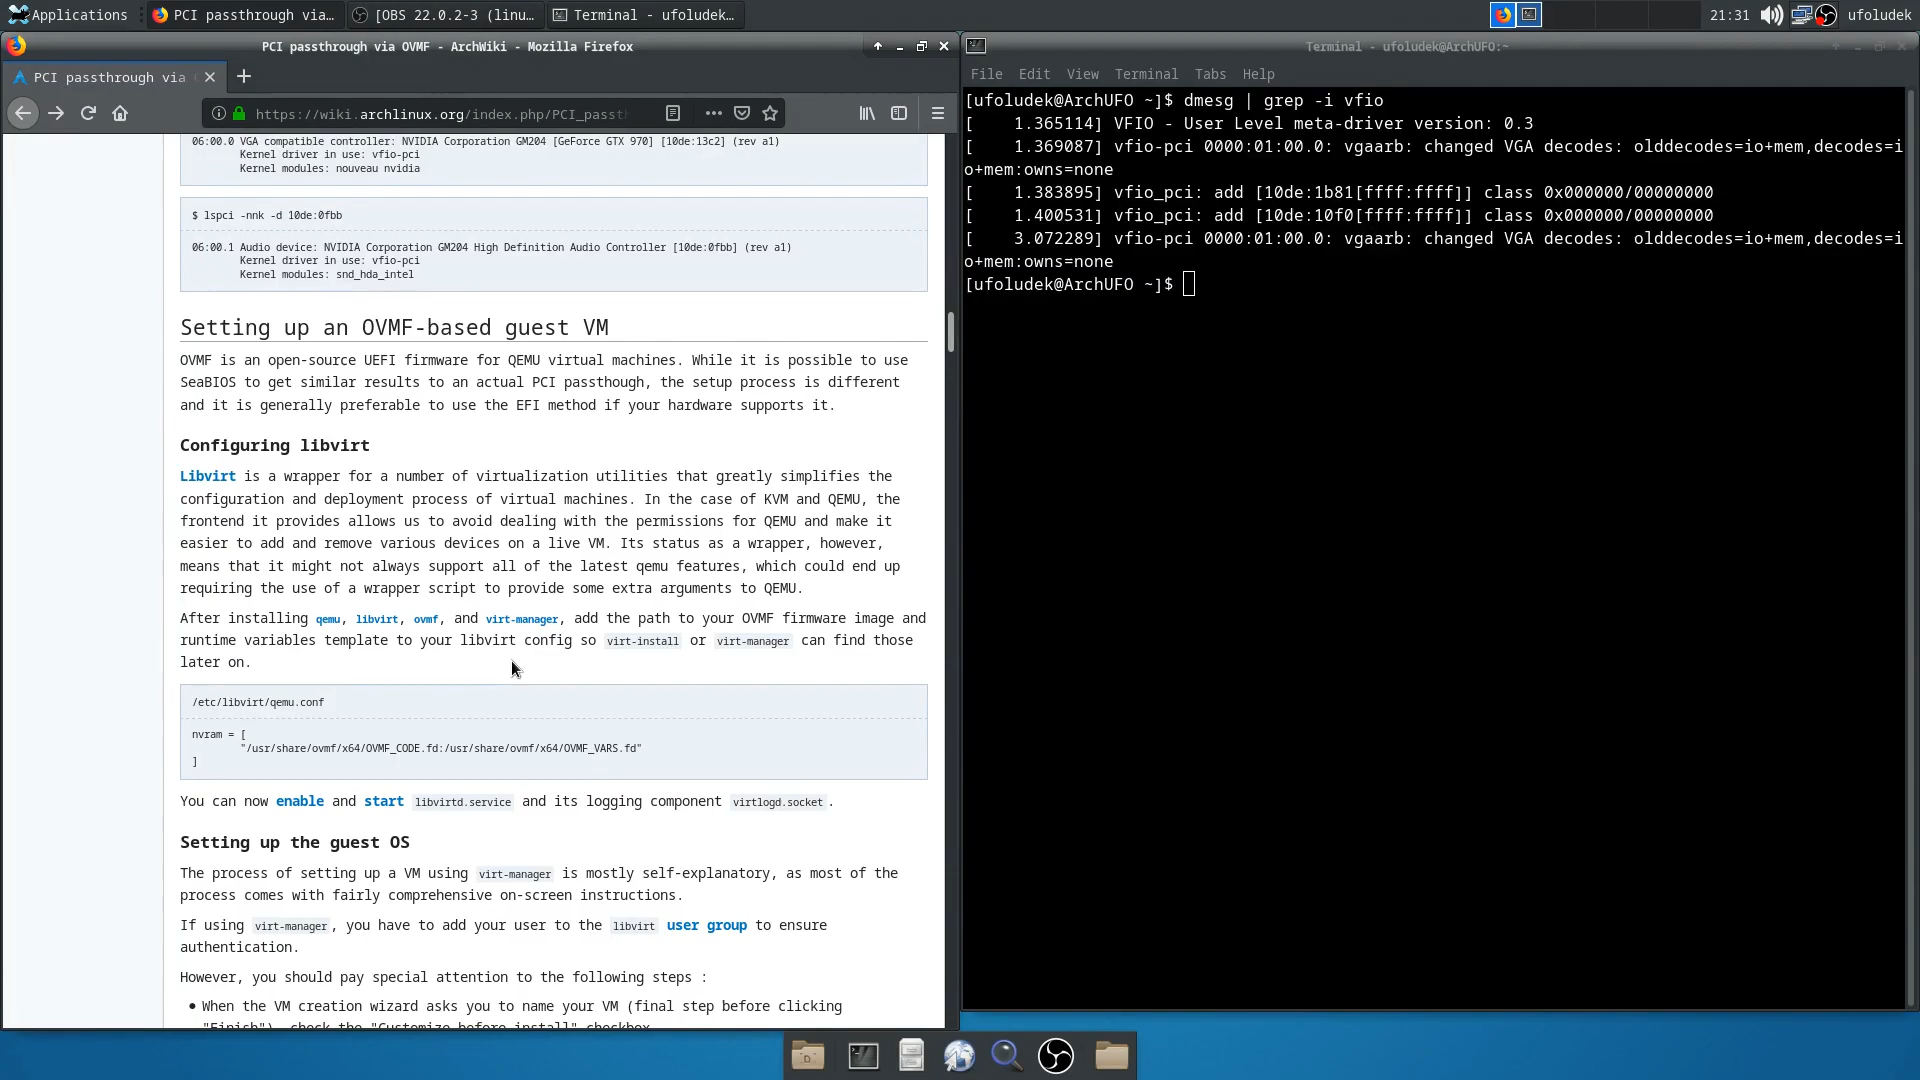 Applications
PCI passthrough via…
[OBS 22.0.2-3 (linu…
Terminal - ufoludek…
21:31
ufoludek
PCI passthrough via OVMF - ArchWiki - Mozilla Firefox
PCI passthrough via
https://wiki.archlinux.org/index.php/PCI_passt
06:00.0 VGA compatible controller: NVIDIA Corporation GM204 [GeForce GTX 970] [10de:13c2] (rev a1)
Kernel driver in use: vfio-pci
Kernel modules: nouveau nvidia
$ lspci -nnk -d 10de:0fbb
06:00.1 Audio device: NVIDIA Corporation GM204 High Definition Audio Controller [10de:0fbb] (rev a1)
Kernel driver in use: vfio-pci
Kernel modules: snd_hda_intel
Setting up an OVMF-based guest VM
OVMF is an open-source UEFI firmware for QEMU virtual machines. While it is possible to use
SeaBIOS to get similar results to an actual PCI passthough, the setup process is different
and it is generally preferable to use the EFI method if your hardware supports it.
Configuring libvirt
Libvirt is a wrapper for a number of virtualization utilities that greatly simplifies the
configuration and deployment process of virtual machines. In the case of KVM and QEMU, the
frontend it provides allows us to avoid dealing with the permissions for QEMU and make it
easier to add and remove various devices on a live VM. Its status as a wrapper, however,
means that it might not always support all of the latest qemu features, which could end up
requiring the use of a wrapper script to provide some extra arguments to QEMU.
After installing qemu, libvirt, ovmf, and virt-manager, add the path to your OVMF firmware image and
runtime variables template to your libvirt config so virt-install or virt-manager can find those
later on.
/etc/libvirt/qemu.conf
nvram = [
"/usr/share/ovmf/x64/OVMF_CODE.fd:/usr/share/ovmf/x64/OVMF_VARS.fd"
]
You can now enable and start libvirtd.service and its logging component virtlogd.socket.
Setting up the guest OS
The process of setting up a VM using virt-manager is mostly self-explanatory, as most of the
process comes with fairly comprehensive on-screen instructions.
If using virt-manager, you have to add your user to the libvirt user group to ensure
authentication.
However, you should pay special attention to the following steps :
• When the VM creation wizard asks you to name your VM (final step before clicking
"Finish"), check the "Customize before install" checkbox.
Terminal - ufoludek@ArchUFO:~
File Edit View Terminal Tabs Help
[ufoludek@ArchUFO ~]$ dmesg | grep -i vfio
[    1.365114] VFIO - User Level meta-driver version: 0.3
[    1.369087] vfio-pci 0000:01:00.0: vgaarb: changed VGA decodes: olddecodes=io+mem,decodes=i
o+mem:owns=none
[    1.383895] vfio_pci: add [10de:1b81[ffff:ffff]] class 0x000000/00000000
[    1.400531] vfio_pci: add [10de:10f0[ffff:ffff]] class 0x000000/00000000
[    3.072289] vfio-pci 0000:01:00.0: vgaarb: changed VGA decodes: olddecodes=io+mem,decodes=i
o+mem:owns=none
[ufoludek@ArchUFO ~]$